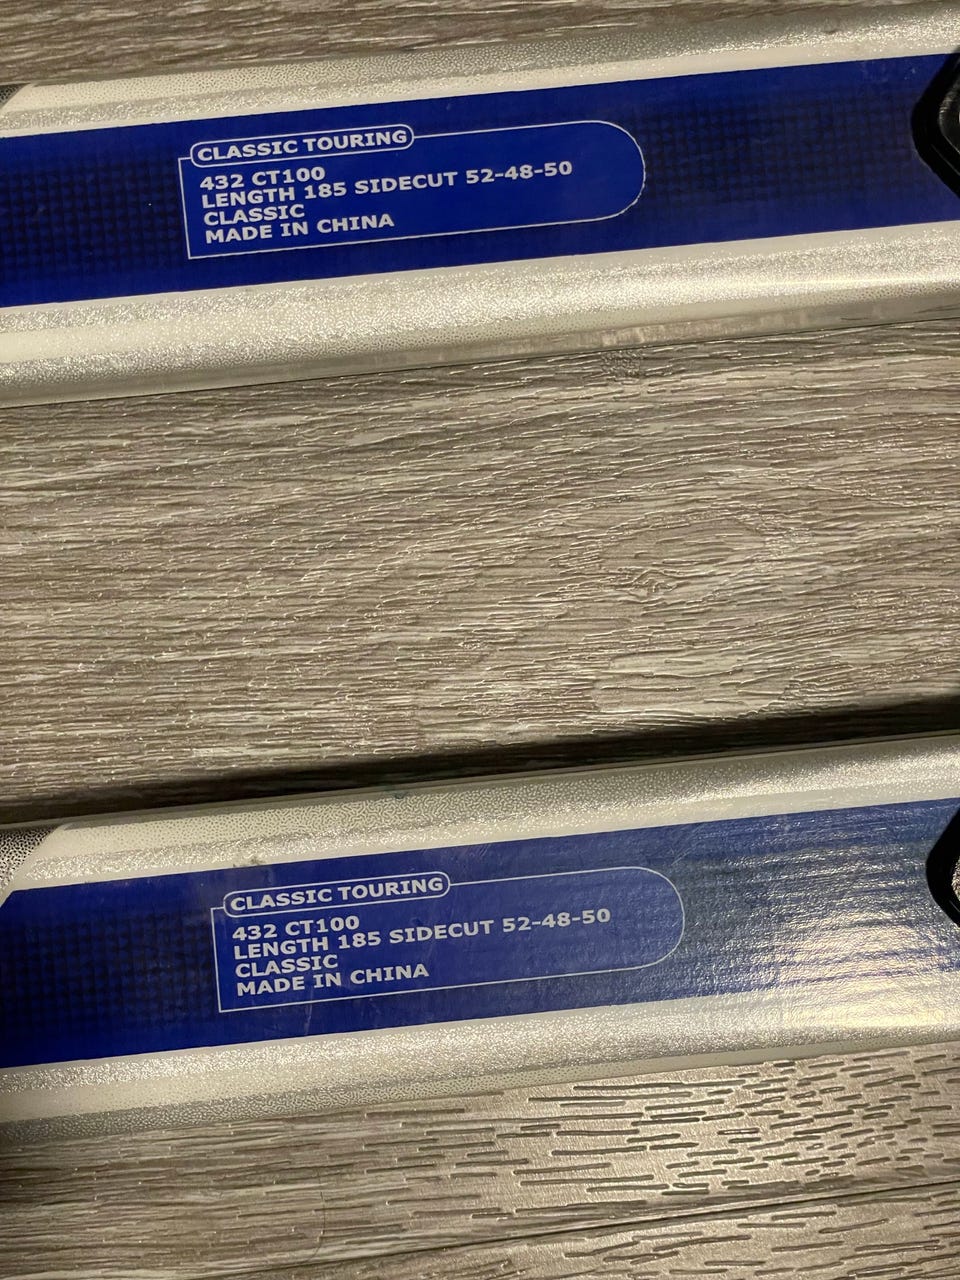 CLASSIC TOURING
432 CT100
LENGTH 185 SIDECUT 52-48-50
CLASSIC
MADE IN CHINA
CLASSIC TOURING
432 CT100
LENGTH 185 SIDECUT 52-48-50
CLASSIC
MADE IN CHINA